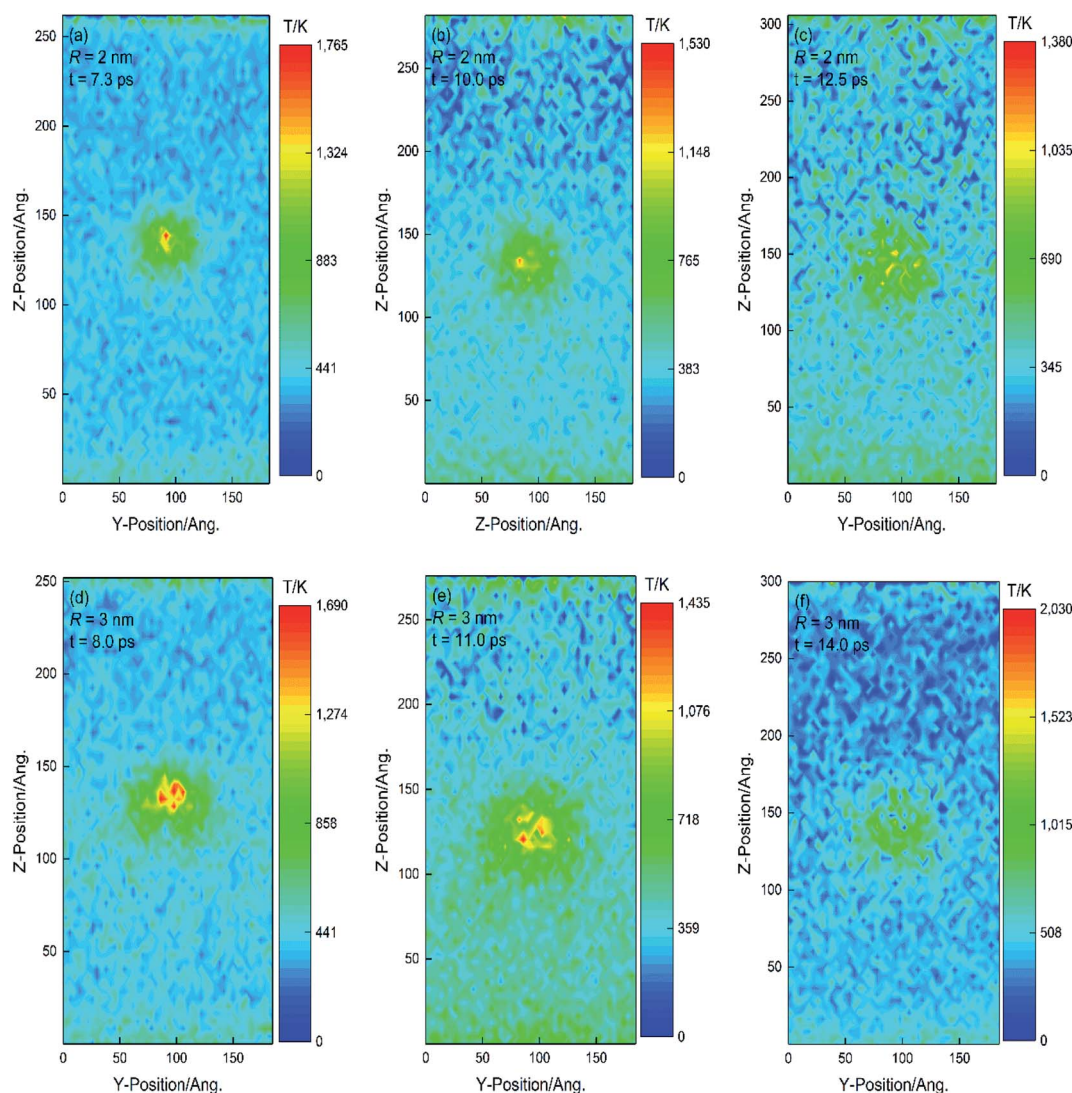 (a)
R = 2 nm
t = 7.3 ps
T/K
1,765
1,324
883
441
0
250
200
150
100
50
0 50 100 150
Z-Position/Ang.
Y-Position/Ang.
(b)
R = 2 nm
t = 10.0 ps
T/K
1,530
1,148
765
383
0
250
200
150
100
50
0 50 100 150
Z-Position/Ang.
Z-Position/Ang.
(c)
R = 2 nm
t = 12.5 ps
T/K
1,380
1,035
690
345
0
300
250
200
150
100
50
0 50 100 150
Z-Position/Ang.
Y-Position/Ang.
(d)
R = 3 nm
t = 8.0 ps
T/K
1,690
1,274
858
441
0
250
200
150
100
50
0 50 100 150
Z-Position/Ang.
Y-Position/Ang.
(e)
R = 3 nm
t = 11.0 ps
T/K
1,435
1,076
718
359
0
250
200
150
100
50
0 50 100 150
Z-Position/Ang.
Y-Position/Ang.
(f)
R = 3 nm
t = 14.0 ps
T/K
2,030
1,523
1,015
508
0
300
250
200
150
100
50
0 50 100 150
Z-Position/Ang.
Y-Position/Ang.